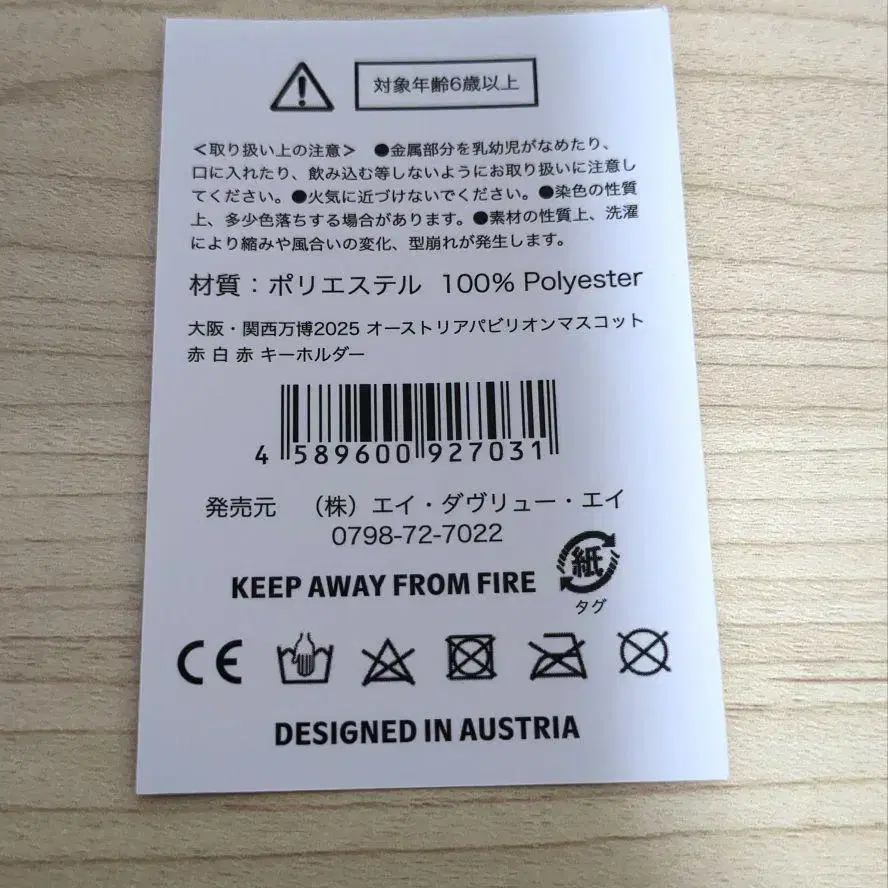 対象年齢6歳以上
＜取り扱い上の注意＞　●金属部分を乳幼児がなめたり、
口に入れたり、飲み込む等しないようにお取り扱いに注意し
てください。●火気に近づけないでください。●染色の性質
上、多少色落ちする場合があります。●素材の性質上、洗濯
により縮みや風合いの変化、型崩れが発生します。
材質：ポリエステル 100% Polyester
大阪・関西万博2025 オーストリアパビリオンマスコット
赤 白 赤 キーホルダー
4 589600 927031
発売元　（株）エイ・ダヴリュー・エイ
0798-72-7022
KEEP AWAY FROM FIRE
紙
タグ
CE
DESIGNED IN AUSTRIA